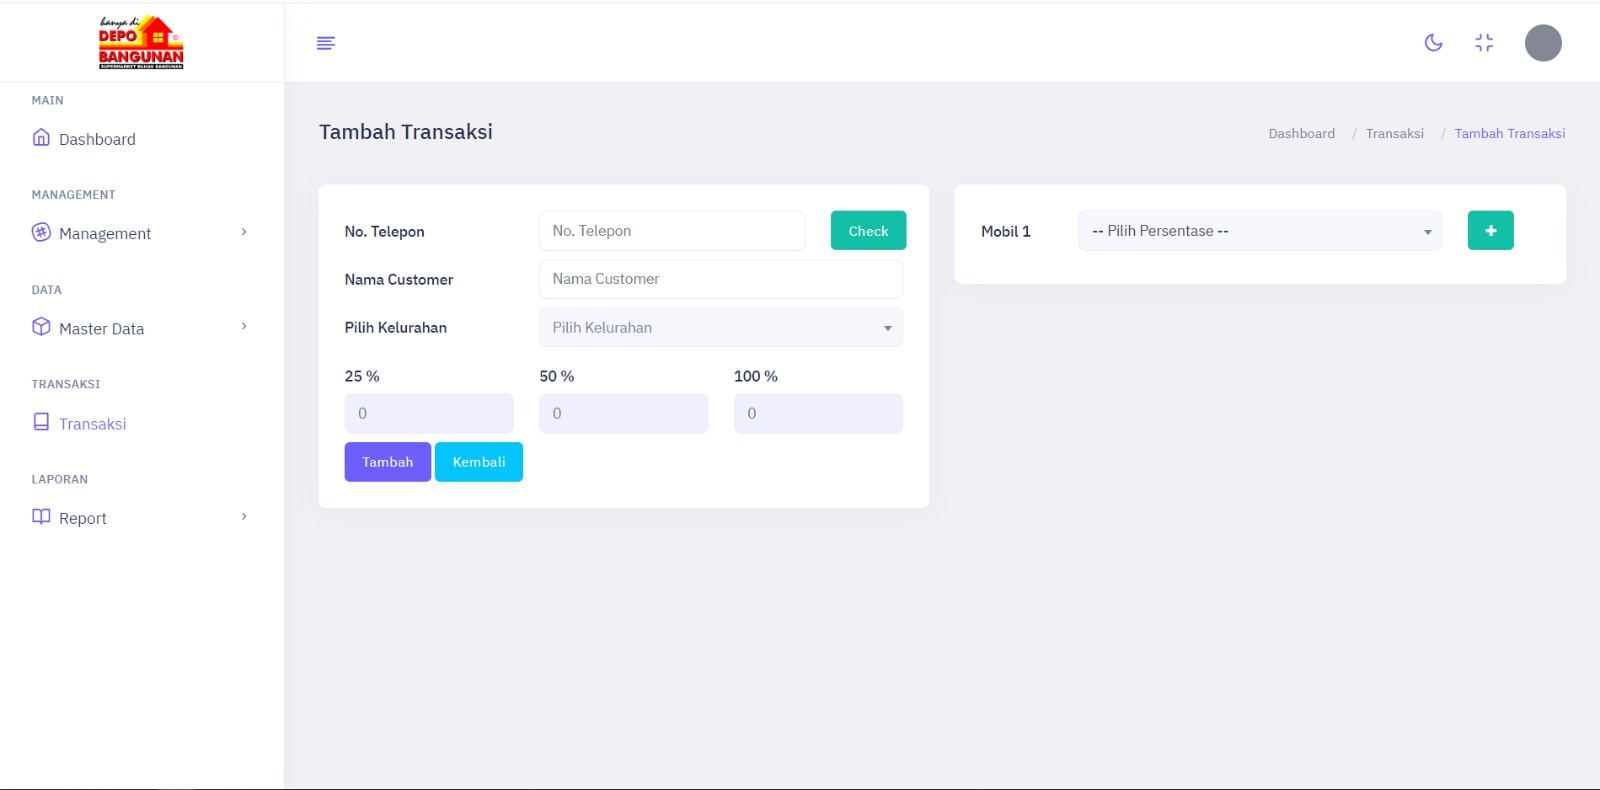 hanya di
DEPO
BANGUNAN
SUPERMARKET BAHAN BANGUNAN
MAIN
Dashboard
MANAGEMENT
Management
DATA
Master Data
TRANSAKSI
Transaksi
LAPORAN
Report
Tambah Transaksi
Dashboard / Transaksi / Tambah Transaksi
No. Telepon No. Telepon Check
Nama Customer Nama Customer
Pilih Kelurahan Pilih Kelurahan
25 % 50 % 100 %
0 0 0
Tambah Kembali
Mobil 1 -- Pilih Persentase -- +